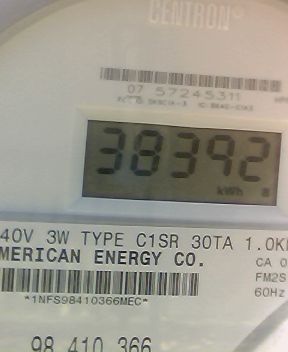 CENTRON®
07 57245311
38392
kWh
40V 3W TYPE C1SR 30TA 1.0K
MERICAN ENERGY CO.
CA 0
FM2S
60Hz
*1NFS98410366MEC*
98 410 366